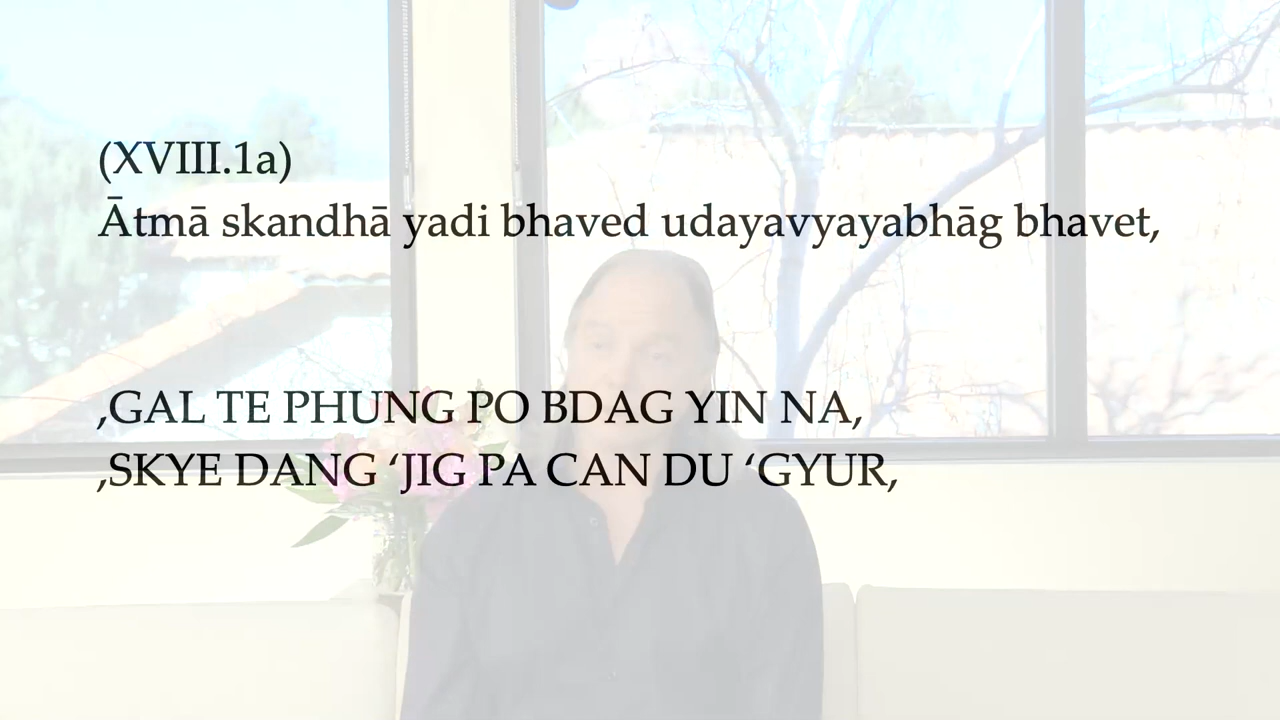 (XVIII.1a)
Ātmā skandhā yadi bhaved udayavyayabhāg bhavet,
,GAL TE PHUNG PO BDAG YIN NA,
,SKYE DANG ‘JIG PA CAN DU ‘GYUR,